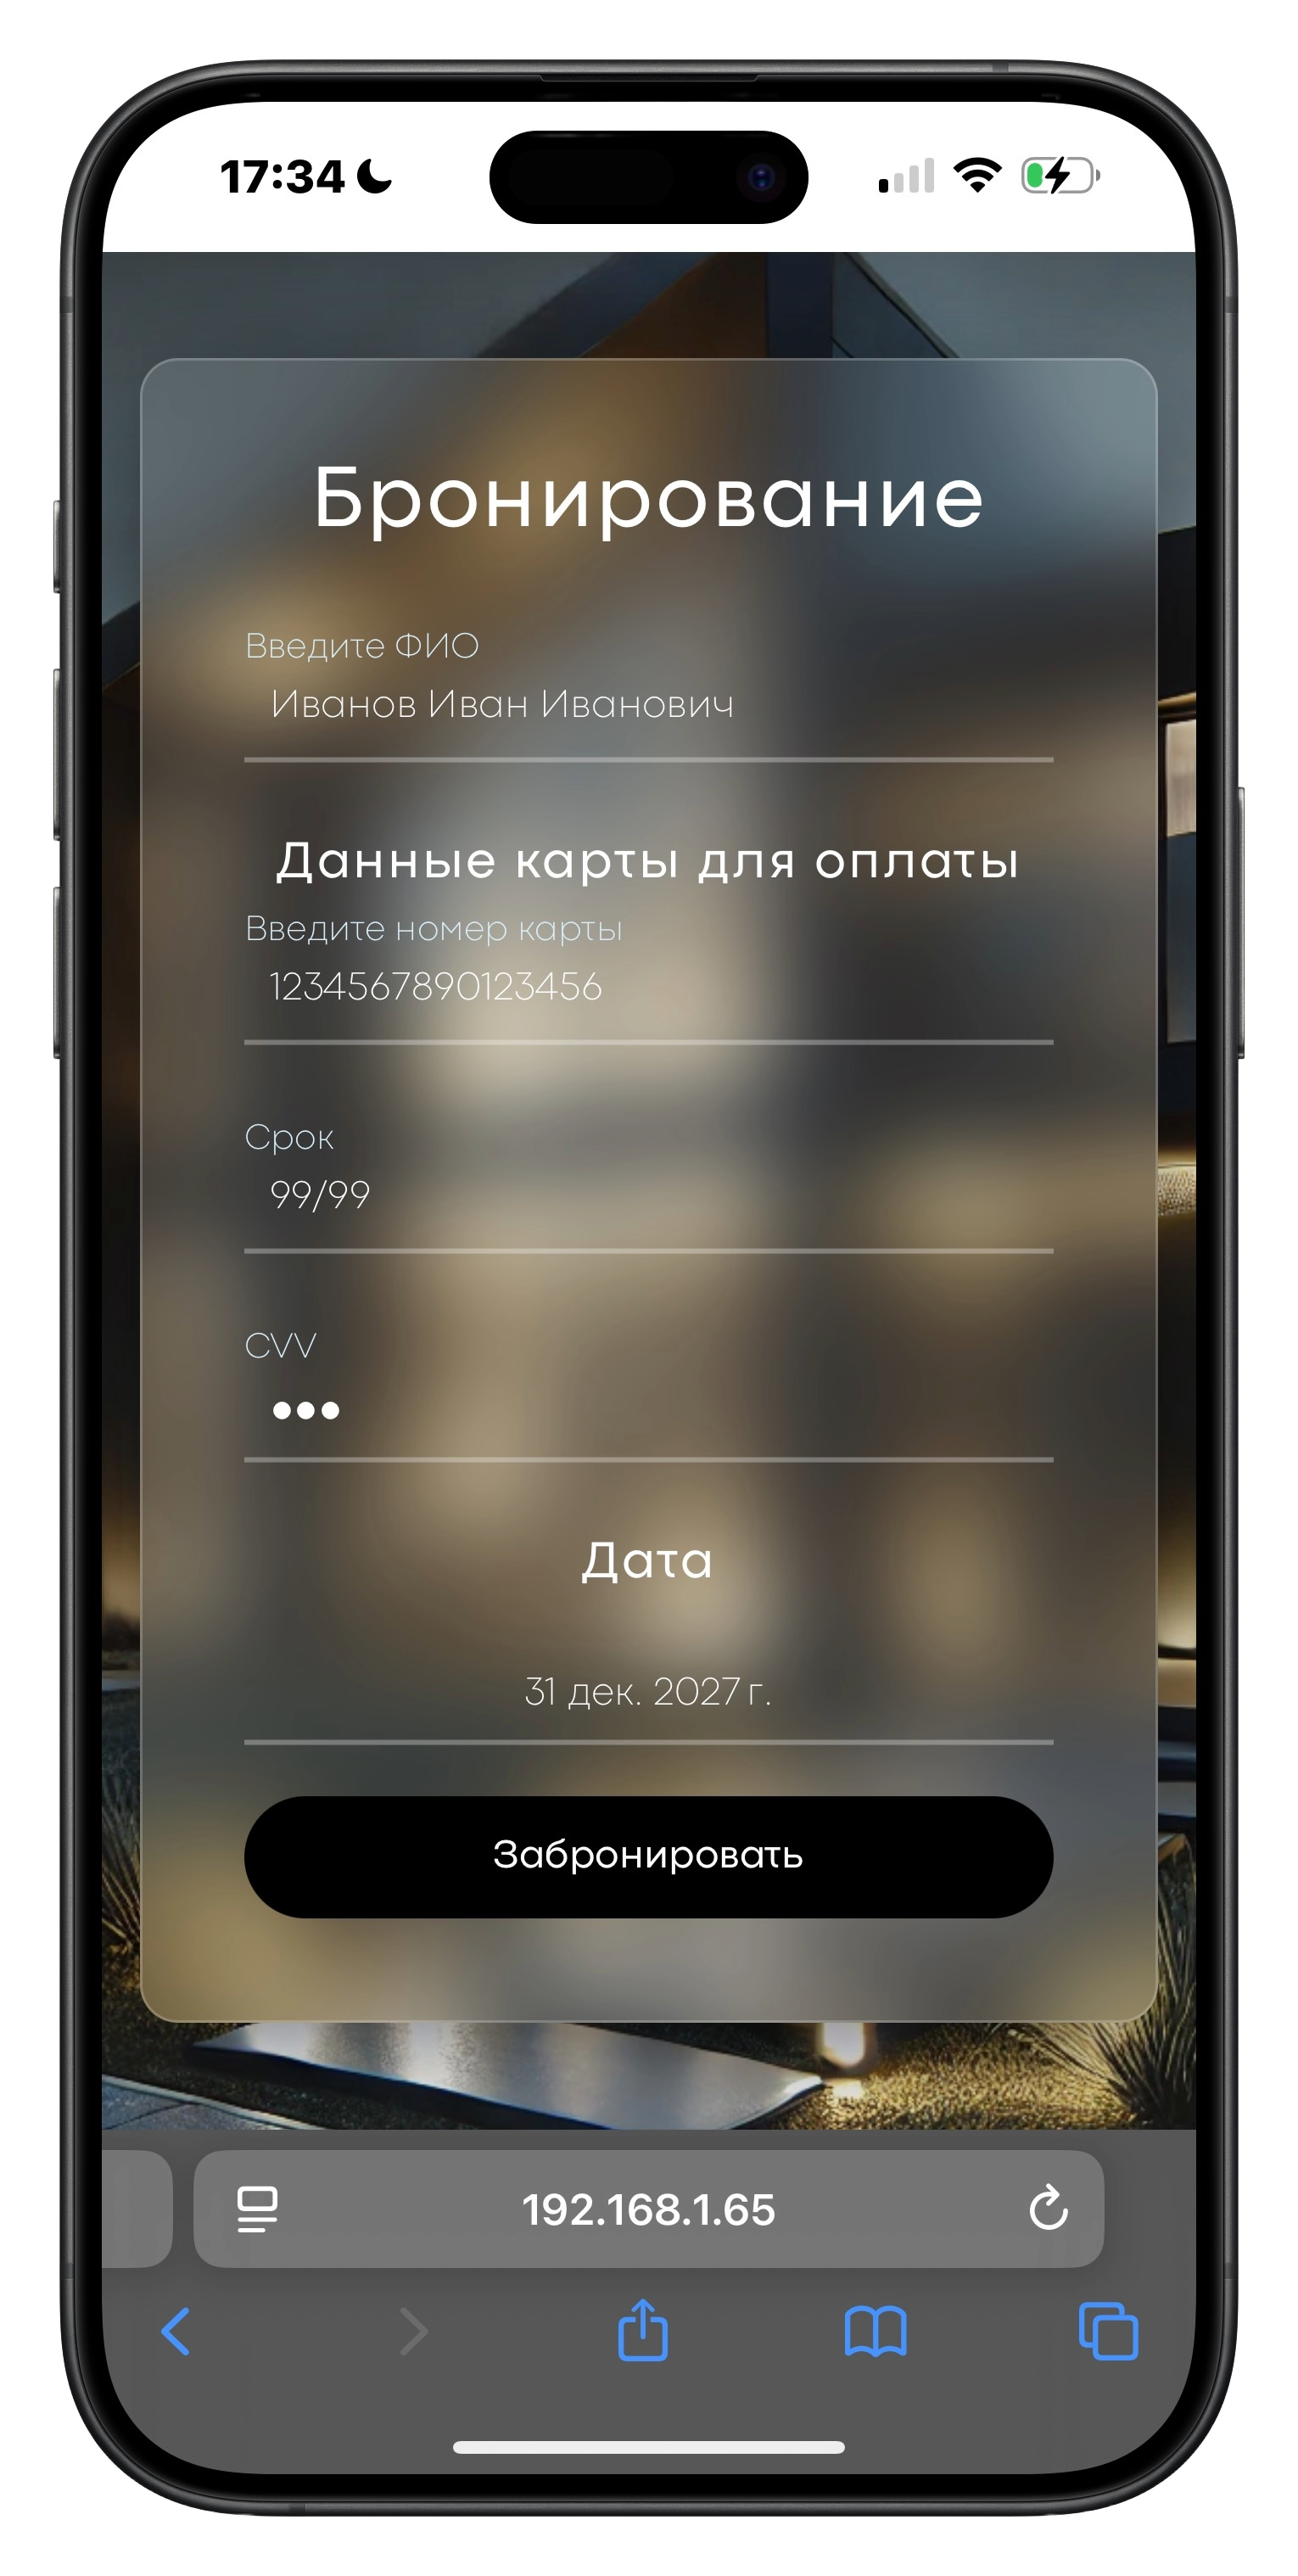 17:34
Бронирование
Введите ФИО
Иванов Иван Иванович
Данные карты для оплаты
Введите номер карты
1234567890123456
Срок
99/99
CVV
•••
Дата
31 дек. 2027 г.
Забронировать
192.168.1.65